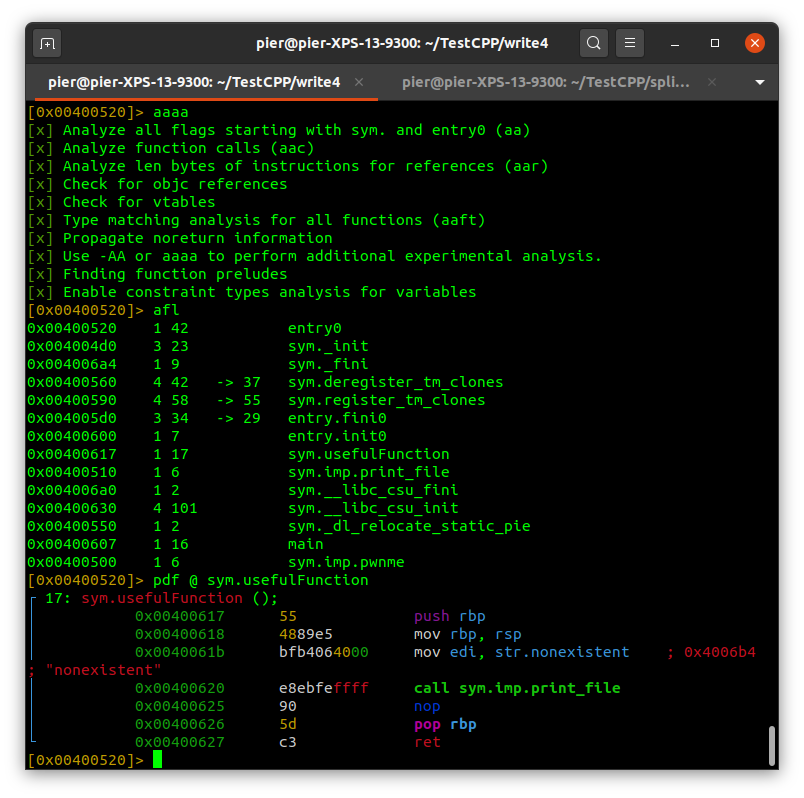 pier@pier-XPS-13-9300: ~/TestCPP/write4
pier@pier-XPS-13-9300: ~/TestCPP/write4 × pier@pier-XPS-13-9300: ~/TestCPP/spli... ×
[0x00400520]> aaaa
[x] Analyze all flags starting with sym. and entry0 (aa)
[x] Analyze function calls (aac)
[x] Analyze len bytes of instructions for references (aar)
[x] Check for objc references
[x] Check for vtables
[x] Type matching analysis for all functions (aaft)
[x] Propagate noreturn information
[x] Use -AA or aaaa to perform additional experimental analysis.
[x] Finding function preludes
[x] Enable constraint types analysis for variables
[0x00400520]> afl
0x00400520    1 42           entry0
0x004004d0    3 23           sym._init
0x004006a4    1 9            sym._fini
0x00400560    4 42   -> 37   sym.deregister_tm_clones
0x00400590    4 58   -> 55   sym.register_tm_clones
0x004005d0    3 34   -> 29   entry.fini0
0x00400600    1 7            entry.init0
0x00400617    1 17           sym.usefulFunction
0x00400510    1 6            sym.imp.print_file
0x004006a0    1 2            sym.__libc_csu_fini
0x00400630    4 101          sym.__libc_csu_init
0x00400550    1 2            sym._dl_relocate_static_pie
0x00400607    1 16           main
0x00400500    1 6            sym.imp.pwnme
[0x00400520]> pdf @ sym.usefulFunction
┌ 17: sym.usefulFunction ();
│           0x00400617      55             push rbp
│           0x00400618      4889e5         mov rbp, rsp
│           0x0040061b      bfb4064000     mov edi, str.nonexistent    ; 0x4006b4
; "nonexistent"
│           0x00400620      e8ebfeffff     call sym.imp.print_file
│           0x00400625      90             nop
│           0x00400626      5d             pop rbp
└           0x00400627      c3             ret
[0x00400520]>